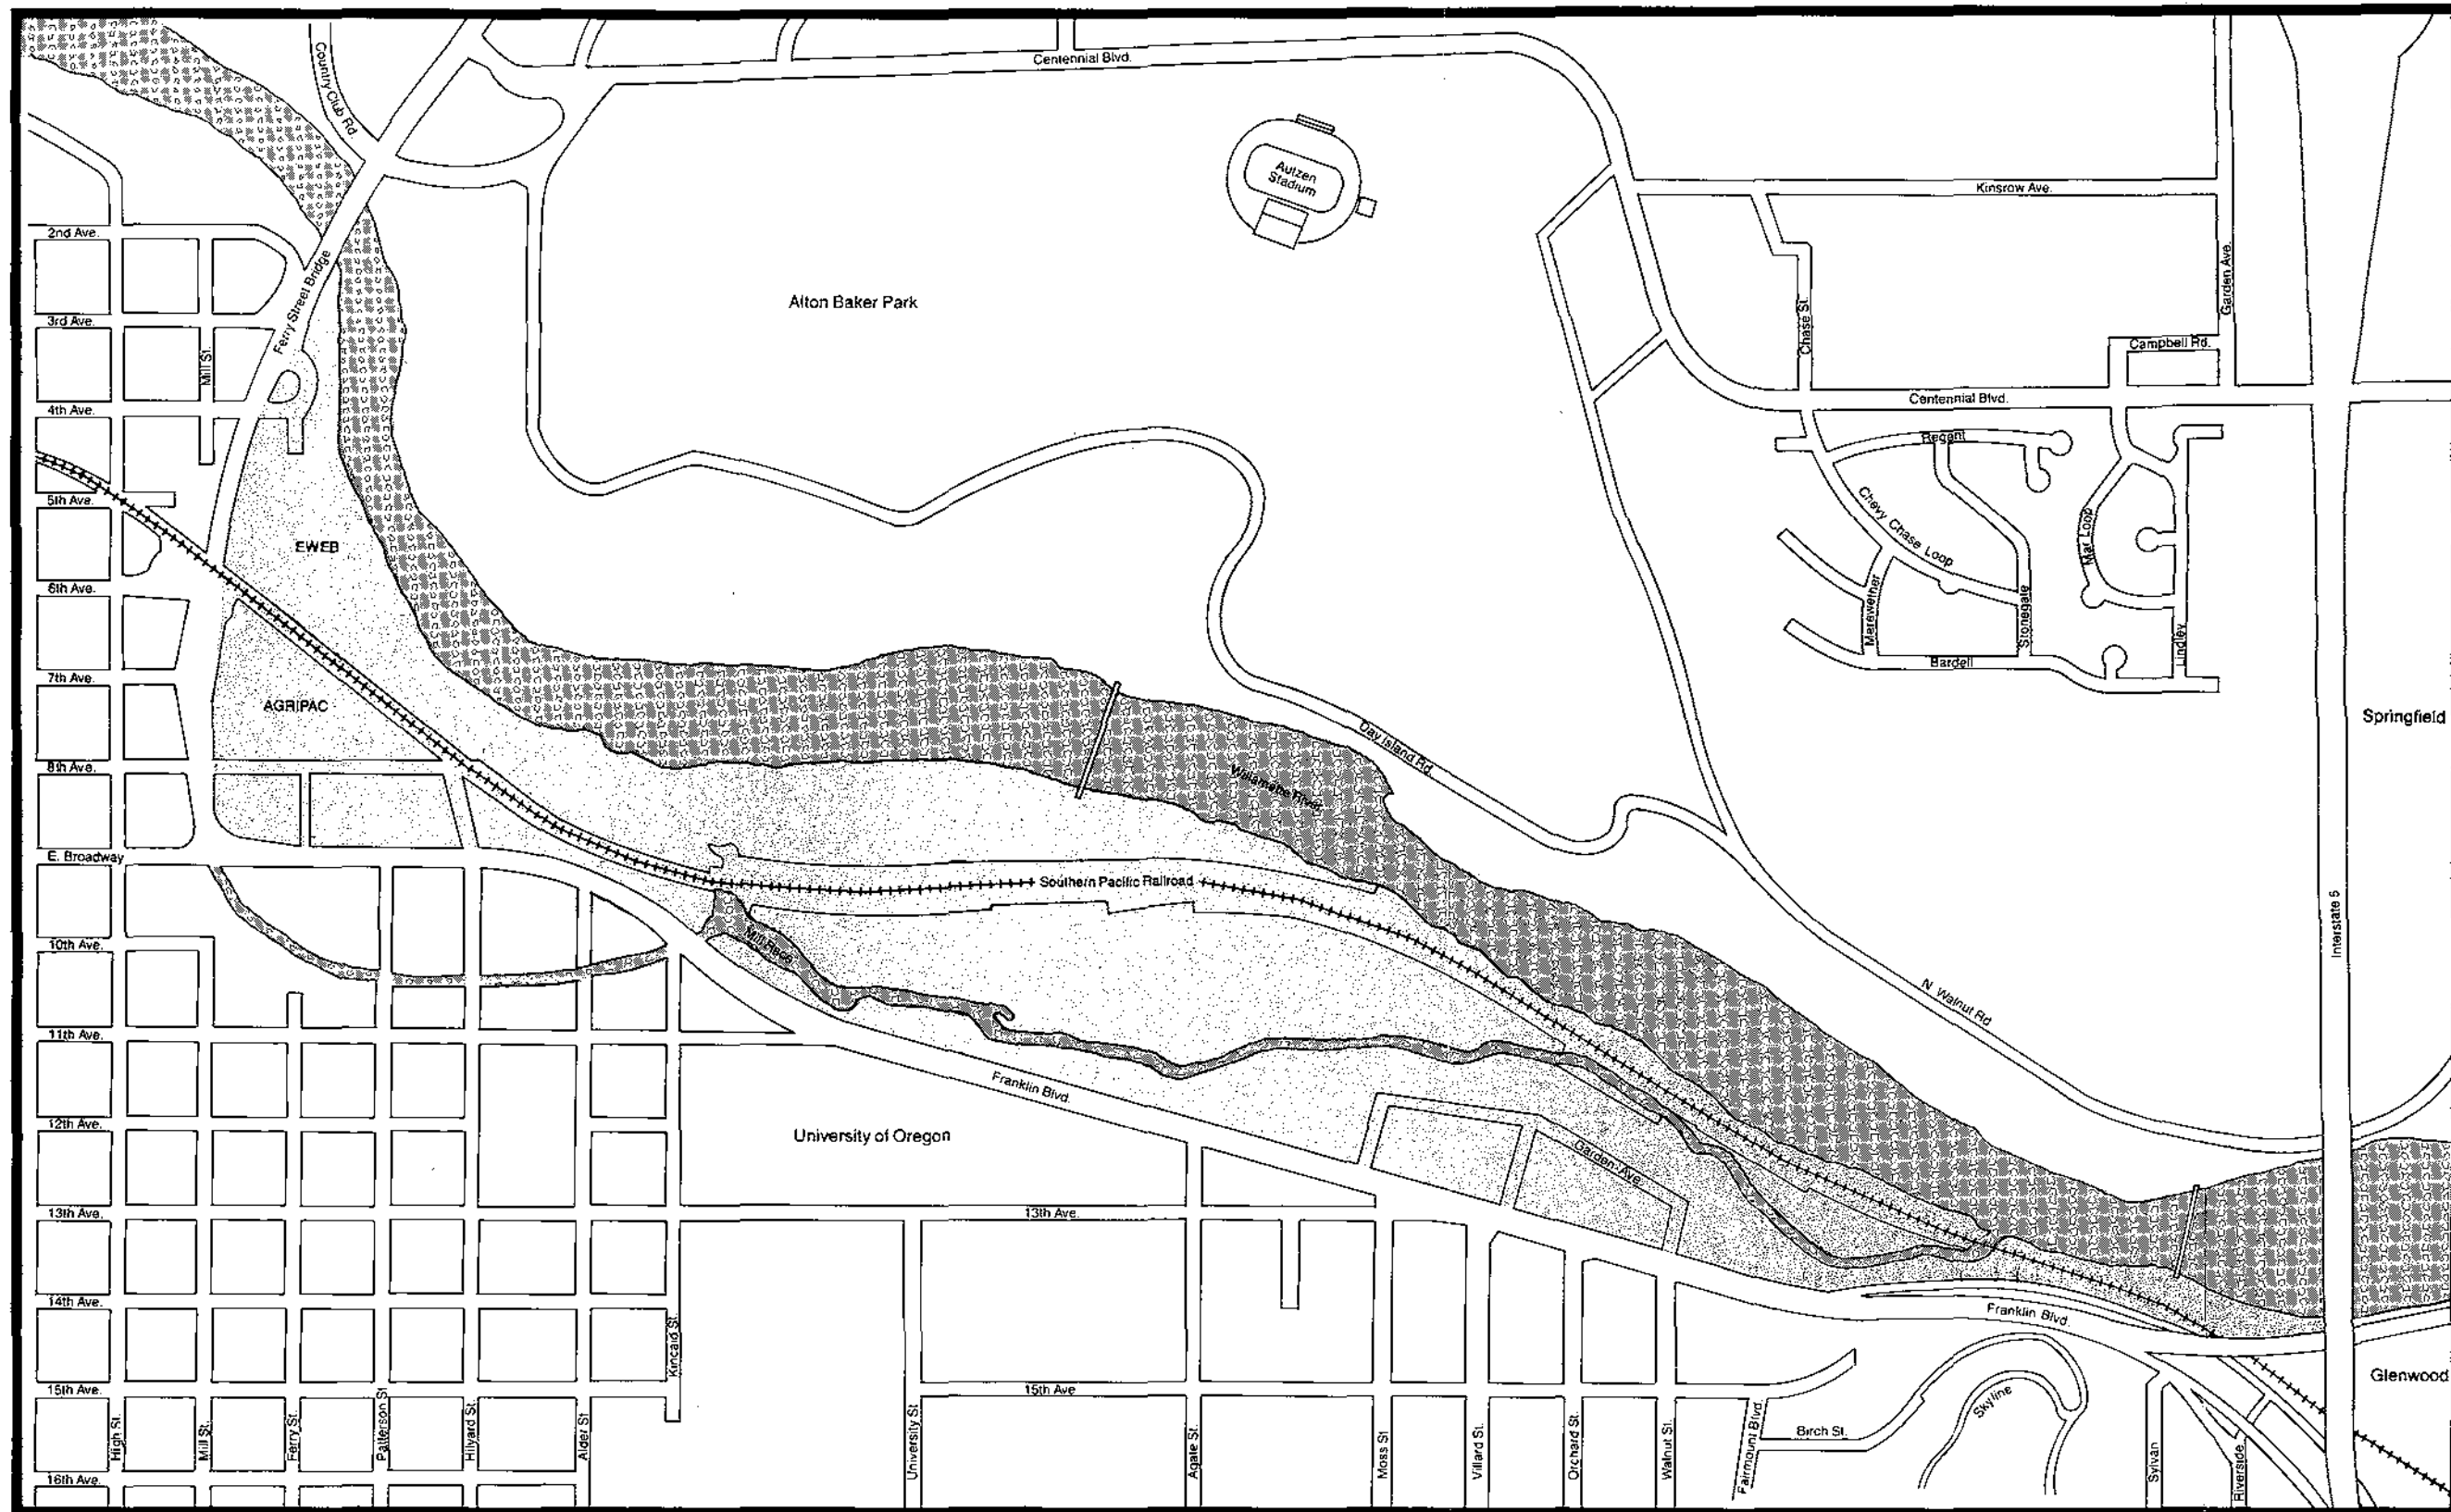 Country Club Rd.
Centennial Blvd.
Autzen
Stadium
Kinsrow Ave.
2nd Ave.
Ferry Street Bridge
Garden Ave.
Alton Baker Park
3rd Ave.
Mill St.
Chase St.
Campbell Rd.
4th Ave.
Centennial Blvd.
Regent
5th Ave.
Chevy Chase Loop
Mar Loop
EWEB
6th Ave.
Merewether
Stonegate
Lindley
Bardell
7th Ave.
AGRIPAC
Springfield
Day Island Rd.
8th Ave.
Willamette River
E. Broadway
Southern Pacific Railroad
Interstate 5
10th Ave.
Mill Race
N. Walnut Rd
11th Ave.
Franklin Blvd.
12th Ave.
University of Oregon
Garden Ave.
13th Ave.
13th Ave.
14th Ave.
Franklin Blvd.
Kincaid St.
15th Ave.
15th Ave
Glenwood
Skyline
High St.
Mill St.
Ferry St.
Patterson St
Hilyard St.
Alder St
University St
Agate St.
Moss St
Villard St.
Orchard St.
Walnut St.
Fairmount Blvd.
Birch St.
Sylvan
Riverside
16th Ave.